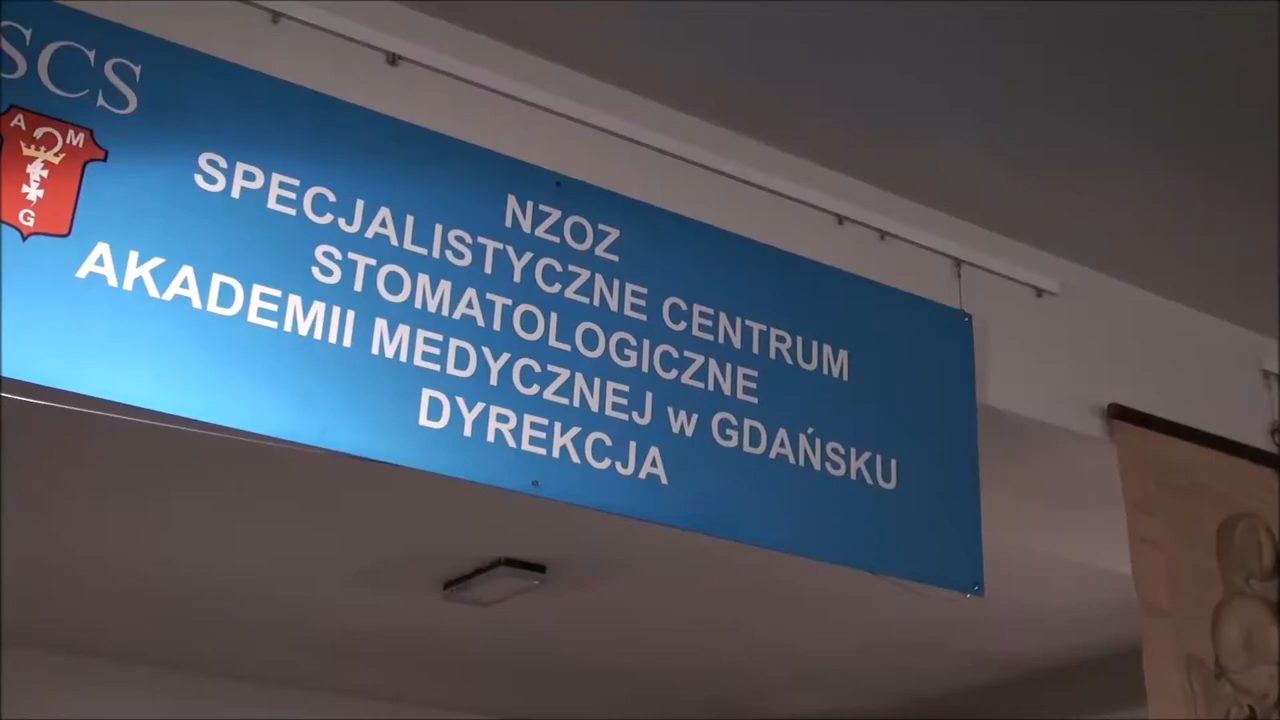 SCS
A M
G
NZOZ
SPECJALISTYCZNE CENTRUM
STOMATOLOGICZNE
AKADEMII MEDYCZNEJ w GDAŃSKU
DYREKCJA